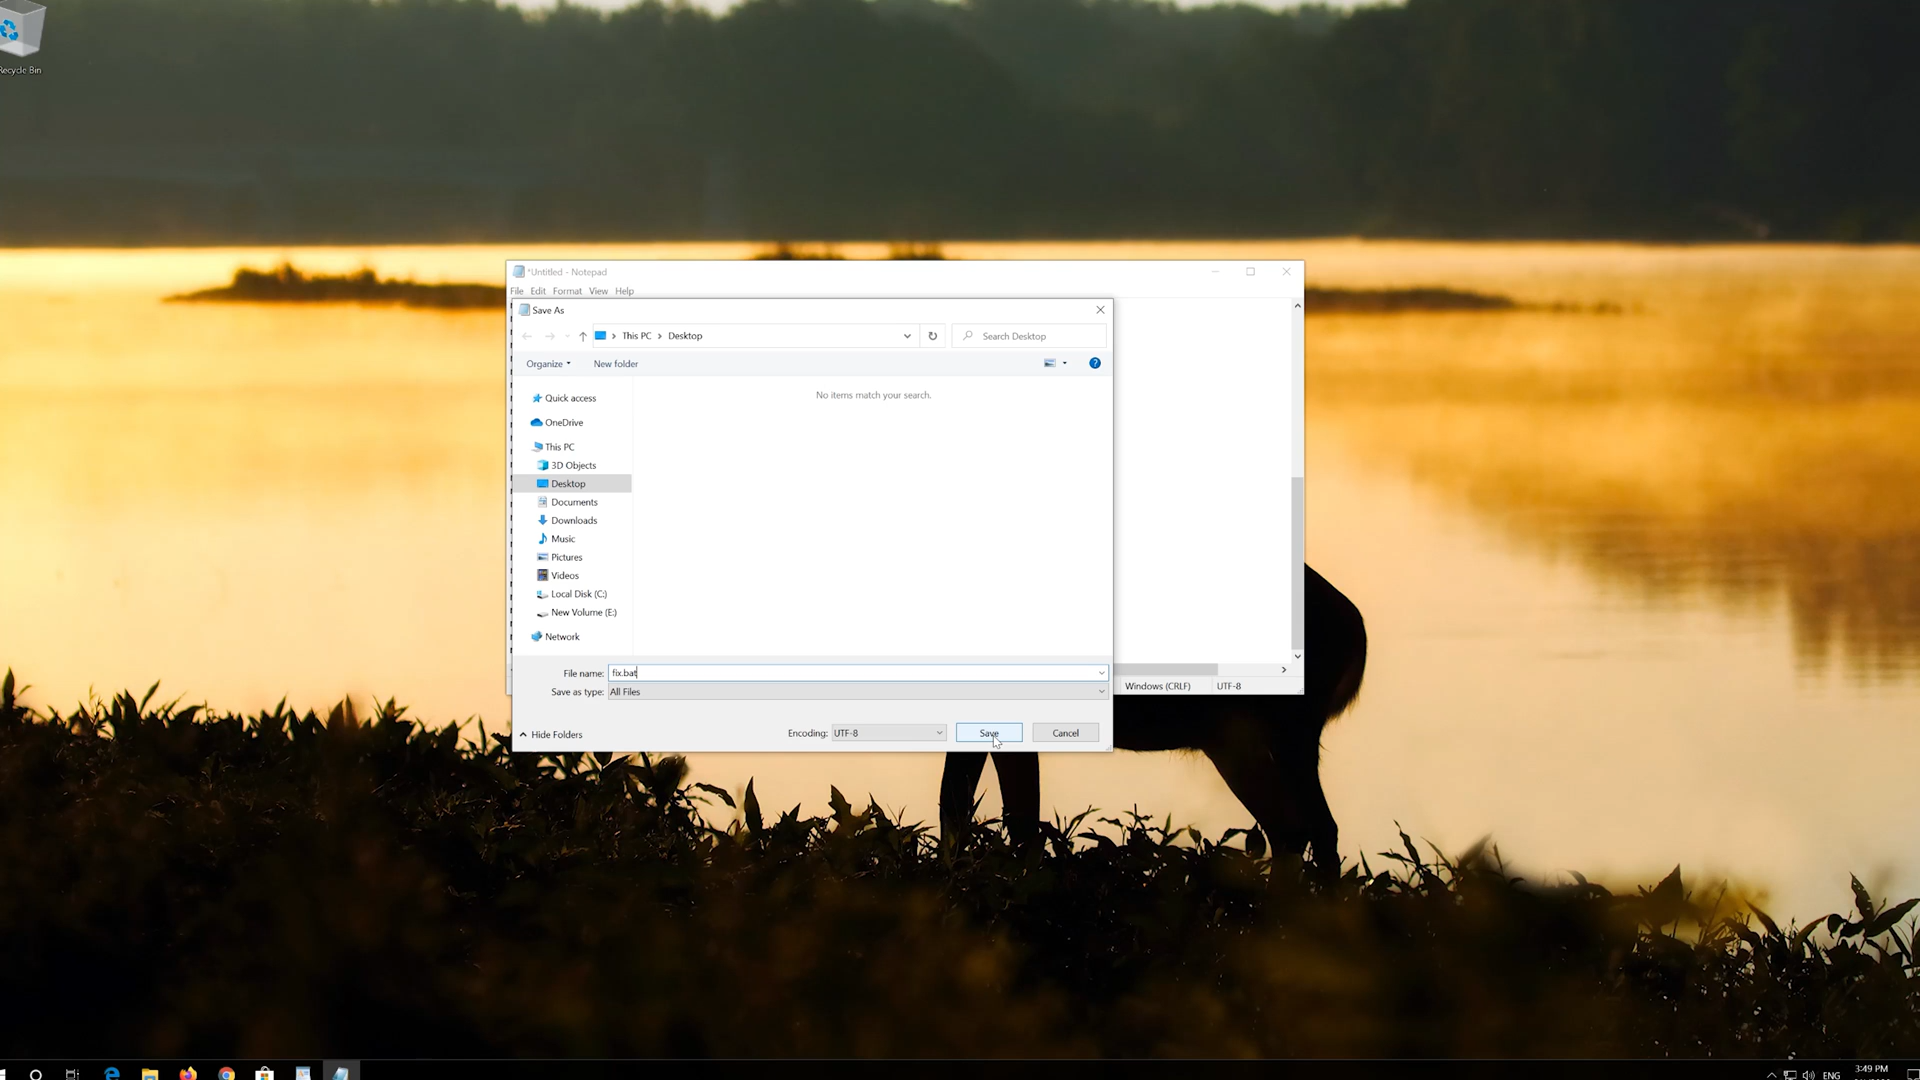 Recycle Bin
*Untitled - Notepad
File Edit Format View Help
Save As
This PC Desktop
Search Desktop
Organize New folder
No items match your search.
Quick access
OneDrive
This PC
3D Objects
Desktop
Documents
Downloads
Music
Pictures
Videos
Local Disk (C:)
New Volume (E:)
Network
File name: fix.bat
Save as type: All Files
Windows (CRLF) UTF-8
Hide Folders
Encoding: UTF-8
Save
Cancel
ENG
3:49 PM